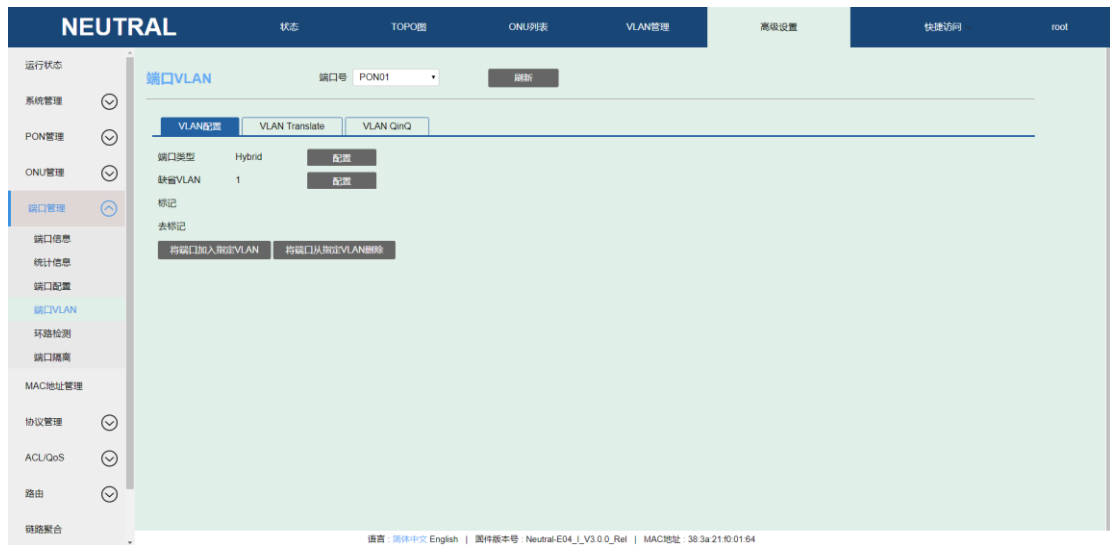 NEUTRAL 状态 TOPO图 ONU列表 VLAN管理 高级设置 快捷访问 root
运行状态
系统管理
PON管理
ONU管理
端口管理
端口信息
统计信息
端口配置
端口VLAN
环路检测
端口隔离
MAC地址管理
协议管理
ACL/QoS
路由
链路聚合
端口VLAN 端口号 PON01 刷新
VLAN配置 VLAN Translate VLAN QinQ
端口类型 Hybrid 配置
缺省VLAN 1 配置
标记
去标记
将端口加入指定VLAN 将端口从指定VLAN删除
语言 : 简体中文 English | 固件版本号 : Neutral-E04_I_V3.0.0_Rel | MAC地址 : 38:3a:21:f0:01:64